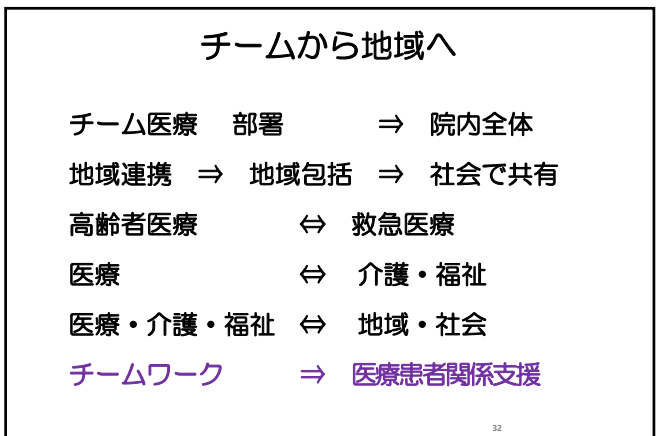 チームから地域へ
チーム医療　部署　⇒　院内全体
地域連携　⇒　地域包括　⇒　社会で共有
高齢者医療　⇔　救急医療
医療　⇔　介護・福祉
医療・介護・福祉　⇔　地域・社会
チームワーク　⇒　医療患者関係支援
32